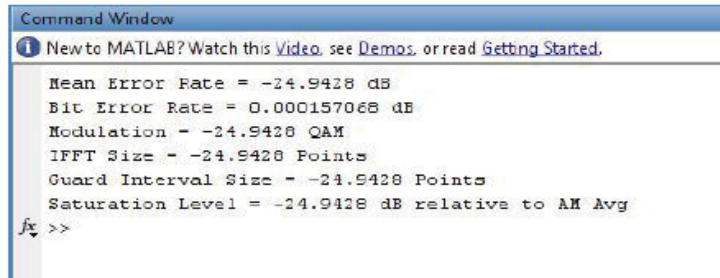 Command Window
New to MATLAB? Watch this Video, see Demos, or read Getting Started.
Mean Error Rate = -24.9428 dB
Bit Error Rate = 0.000157068 dB
Modulation = -24.9428 QAM
IFFT Size = -24.9428 Points
Guard Interval Size = -24.9428 Points
Saturation Level = -24.9428 dB relative to AM Avg
fx >>